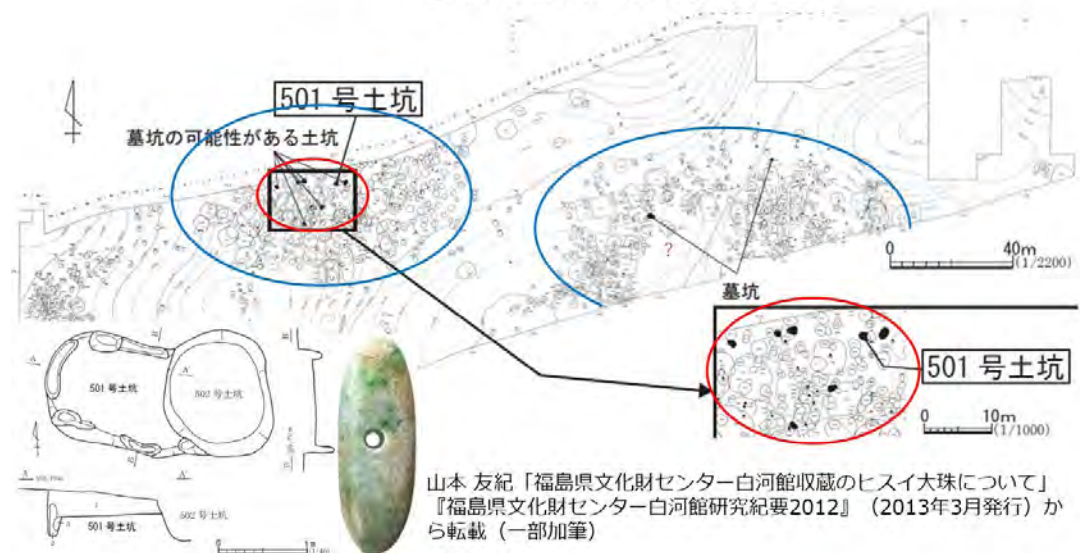 501 号土坑
墓坑の可能性がある土坑
?
0 40m
(1/2200)
墓坑
501 号土坑
0 10m
(1/1000)
501 号土坑
502 号土坑
501 号土坑
502 号土坑
0 1m
(1/40)
山本 友紀「福島県文化財センター白河館収蔵のヒスイ大珠について」
『福島県文化財センター白河館研究紀要2012』(2013年3月発行)か
ら転載(一部加筆)